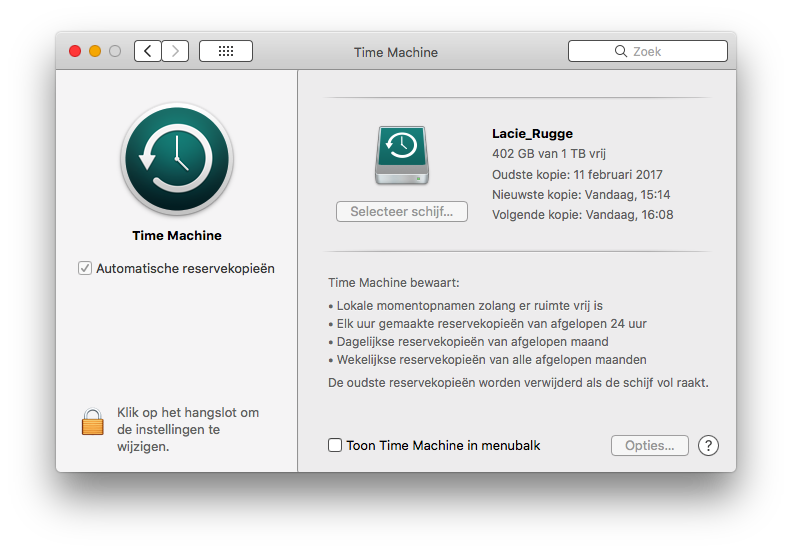 Time Machine
Zoek
Time Machine
Automatische reservekopieën
Klik op het hangslot om
de instellingen te
wijzigen.
Selecteer schijf...
Lacie_Rugge
402 GB van 1 TB vrij
Oudste kopie: 11 februari 2017
Nieuwste kopie: Vandaag, 15:14
Volgende kopie: Vandaag, 16:08
Time Machine bewaart:
• Lokale momentopnamen zolang er ruimte vrij is
• Elk uur gemaakte reservekopieën van afgelopen 24 uur
• Dagelijkse reservekopieën van afgelopen maand
• Wekelijkse reservekopieën van alle afgelopen maanden
De oudste reservekopieën worden verwijderd als de schijf vol raakt.
Toon Time Machine in menubalk
Opties...
?